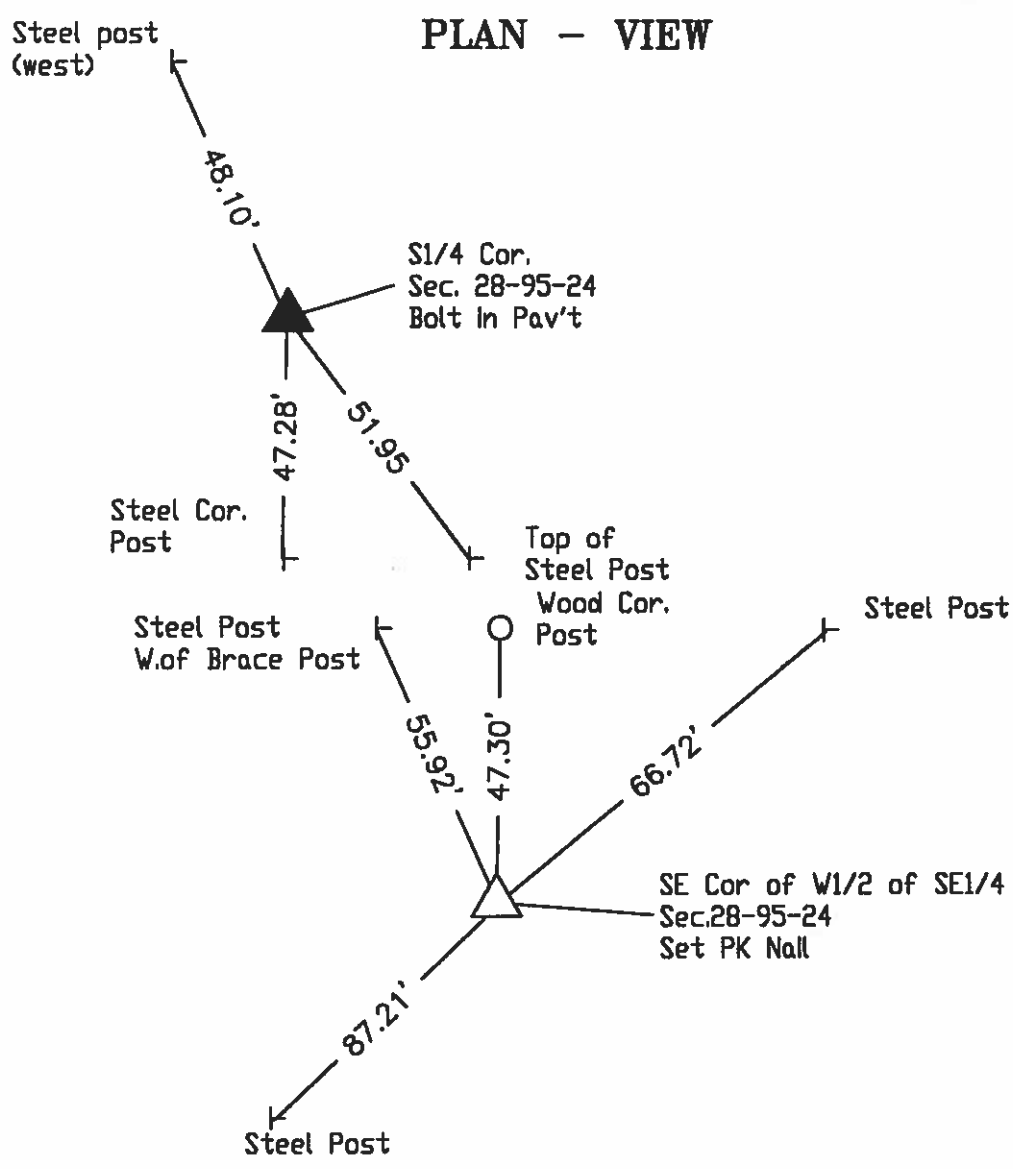 PLAN - VIEW
Steel post
(west)
48.10'
S1/4 Cor.
Sec. 28-95-24
Bolt in Pav't
47.28'
51.95
Steel Cor.
Post
Top of
Steel Post
Wood Cor.
Post
Steel Post
Steel Post
W.of Brace Post
55.92'
47.30'
66.72'
SE Cor of W1/2 of SE1/4
Sec.28-95-24
Set PK Nail
87.21'
Steel Post